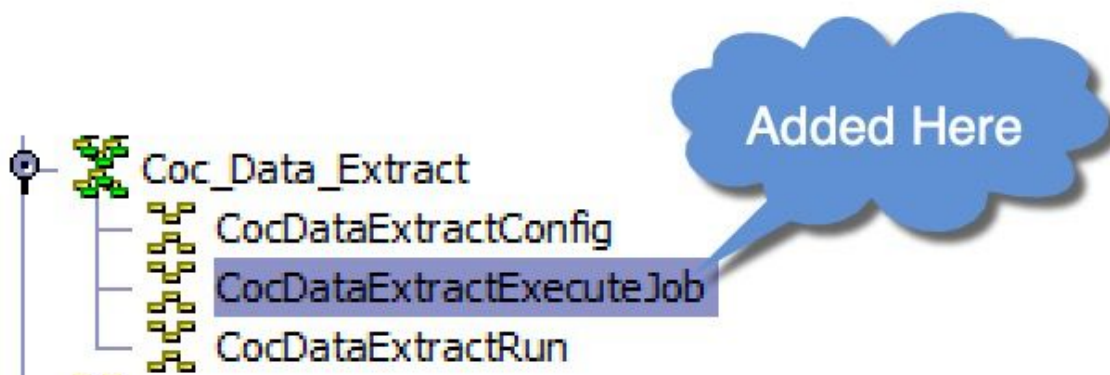 Added Here
Coc_Data_Extract
CocDataExtractConfig
CocDataExtractExecuteJob
CocDataExtractRun